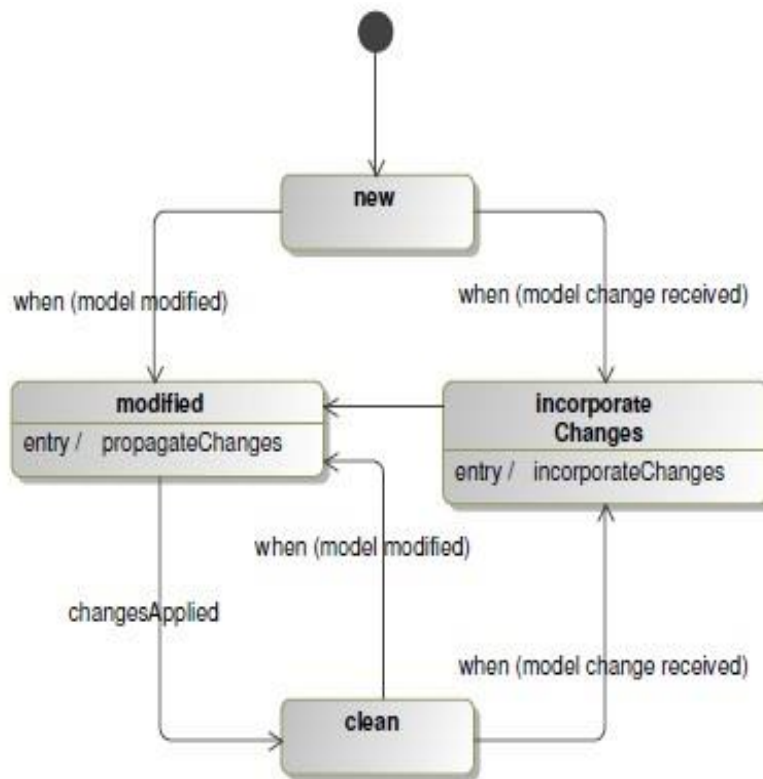 new
when (model modified)
when (model change received)
modified
entry / propagateChanges
incorporate
Changes
entry / incorporateChanges
when (model modified)
changesApplied
when (model change received)
clean